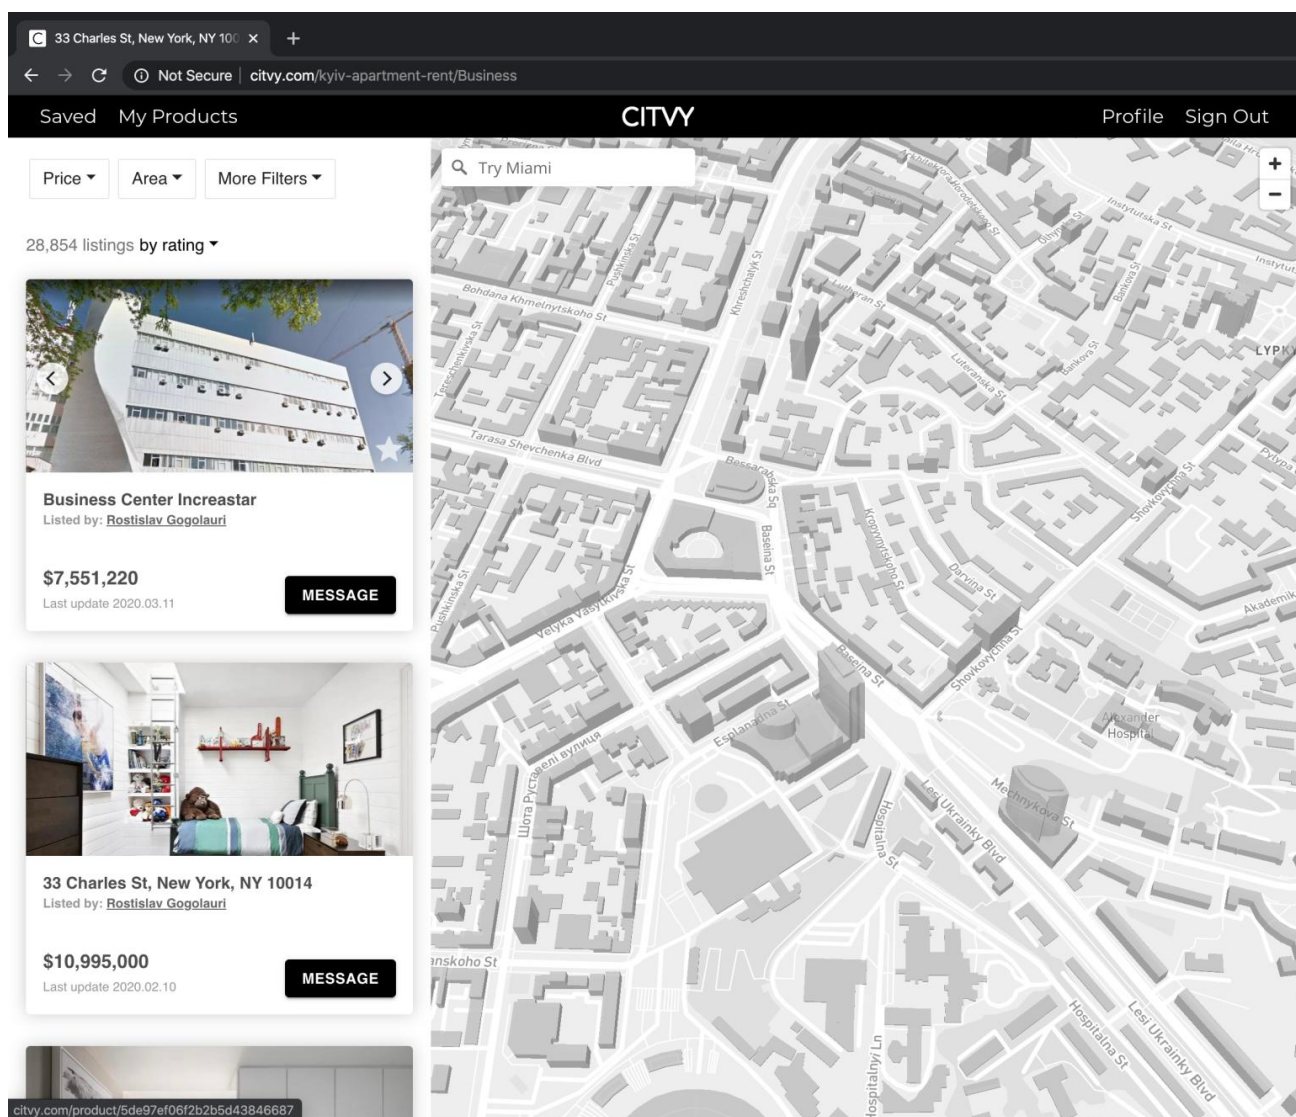 33 Charles St, New York, NY 100
Not Secure | citvy.com/kyiv-apartment-rent/Business
Saved My Products CITVY Profile Sign Out
Price Area More Filters
Try Miami
28,854 listings by rating
Business Center Increastar
Listed by: Rostislav Gogolauri
$7,551,220
Last update 2020.03.11
MESSAGE
33 Charles St, New York, NY 10014
Listed by: Rostislav Gogolauri
$10,995,000
Last update 2020.02.10
MESSAGE
citvy.com/product/5de97ef06f2b2b5d43846687
Instytutska St
Olhynska St
Bankova St
Pushkinska St
Khreshchatyk St
Bohdana Khmelnytskoho St
Lutheran St
Tereschenkivska St
Luteranska St
Bankova St
LYPKY
Tarasa Shevchenka Blvd
Bessarabska Sq
Shovkovychna St
Baseina St
Kropyvnytskoho St
Darvina St
Pushkinska St
Velyka Vasylkivska St
Akademik
Shovkovychna St
Baseina St
Esplanadna St
Alexander
Hospital
Шота Руставелі вулиця
Mechnykova St
Lesi Ukrainky Blvd
Hospitalna St
anskoho St
Hospitalnyi Ln
Hospitalna St
Lesi Ukrainky Blvd